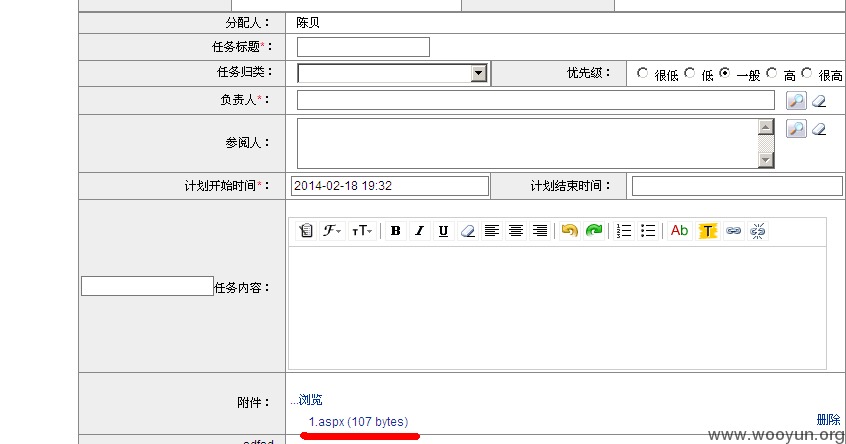 分配人： 陈贝
任务标题*：
任务归类： 优先级： 很低 低 一般 高 很高
负责人*：
参阅人：
计划开始时间*： 2014-02-18 19:32 计划结束时间：
ℱ тT B I U Ab T
任务内容：
附件： ...浏览
1.aspx (107 bytes) 删除
www.wooyun.org